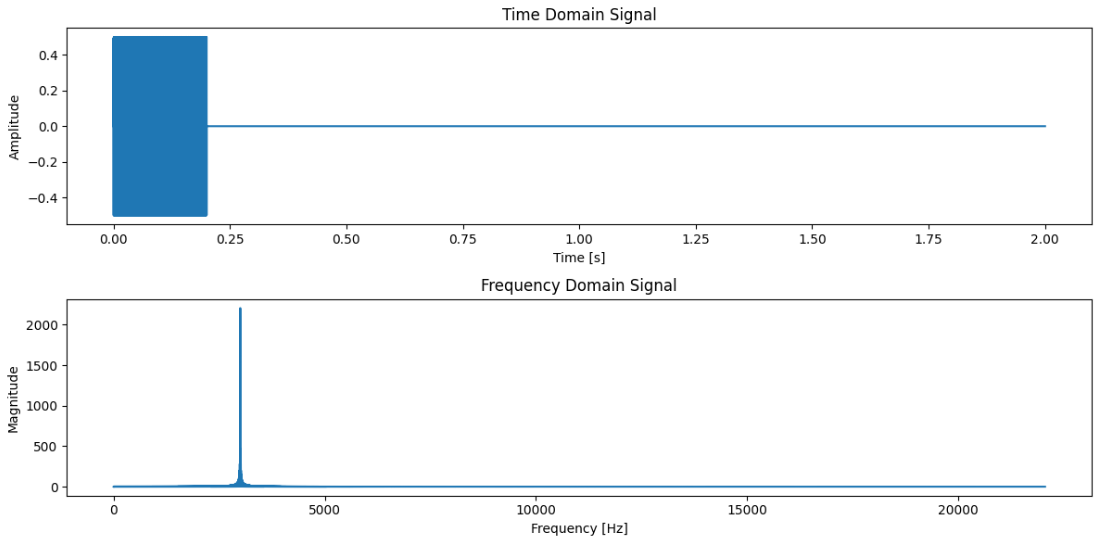 Time Domain Signal
0.4
0.2
0.0
−0.2
−0.4
Amplitude
0.00 0.25 0.50 0.75 1.00 1.25 1.50 1.75 2.00
Time [s]
Frequency Domain Signal
2000
1500
1000
500
0
Magnitude
0 5000 10000 15000 20000
Frequency [Hz]